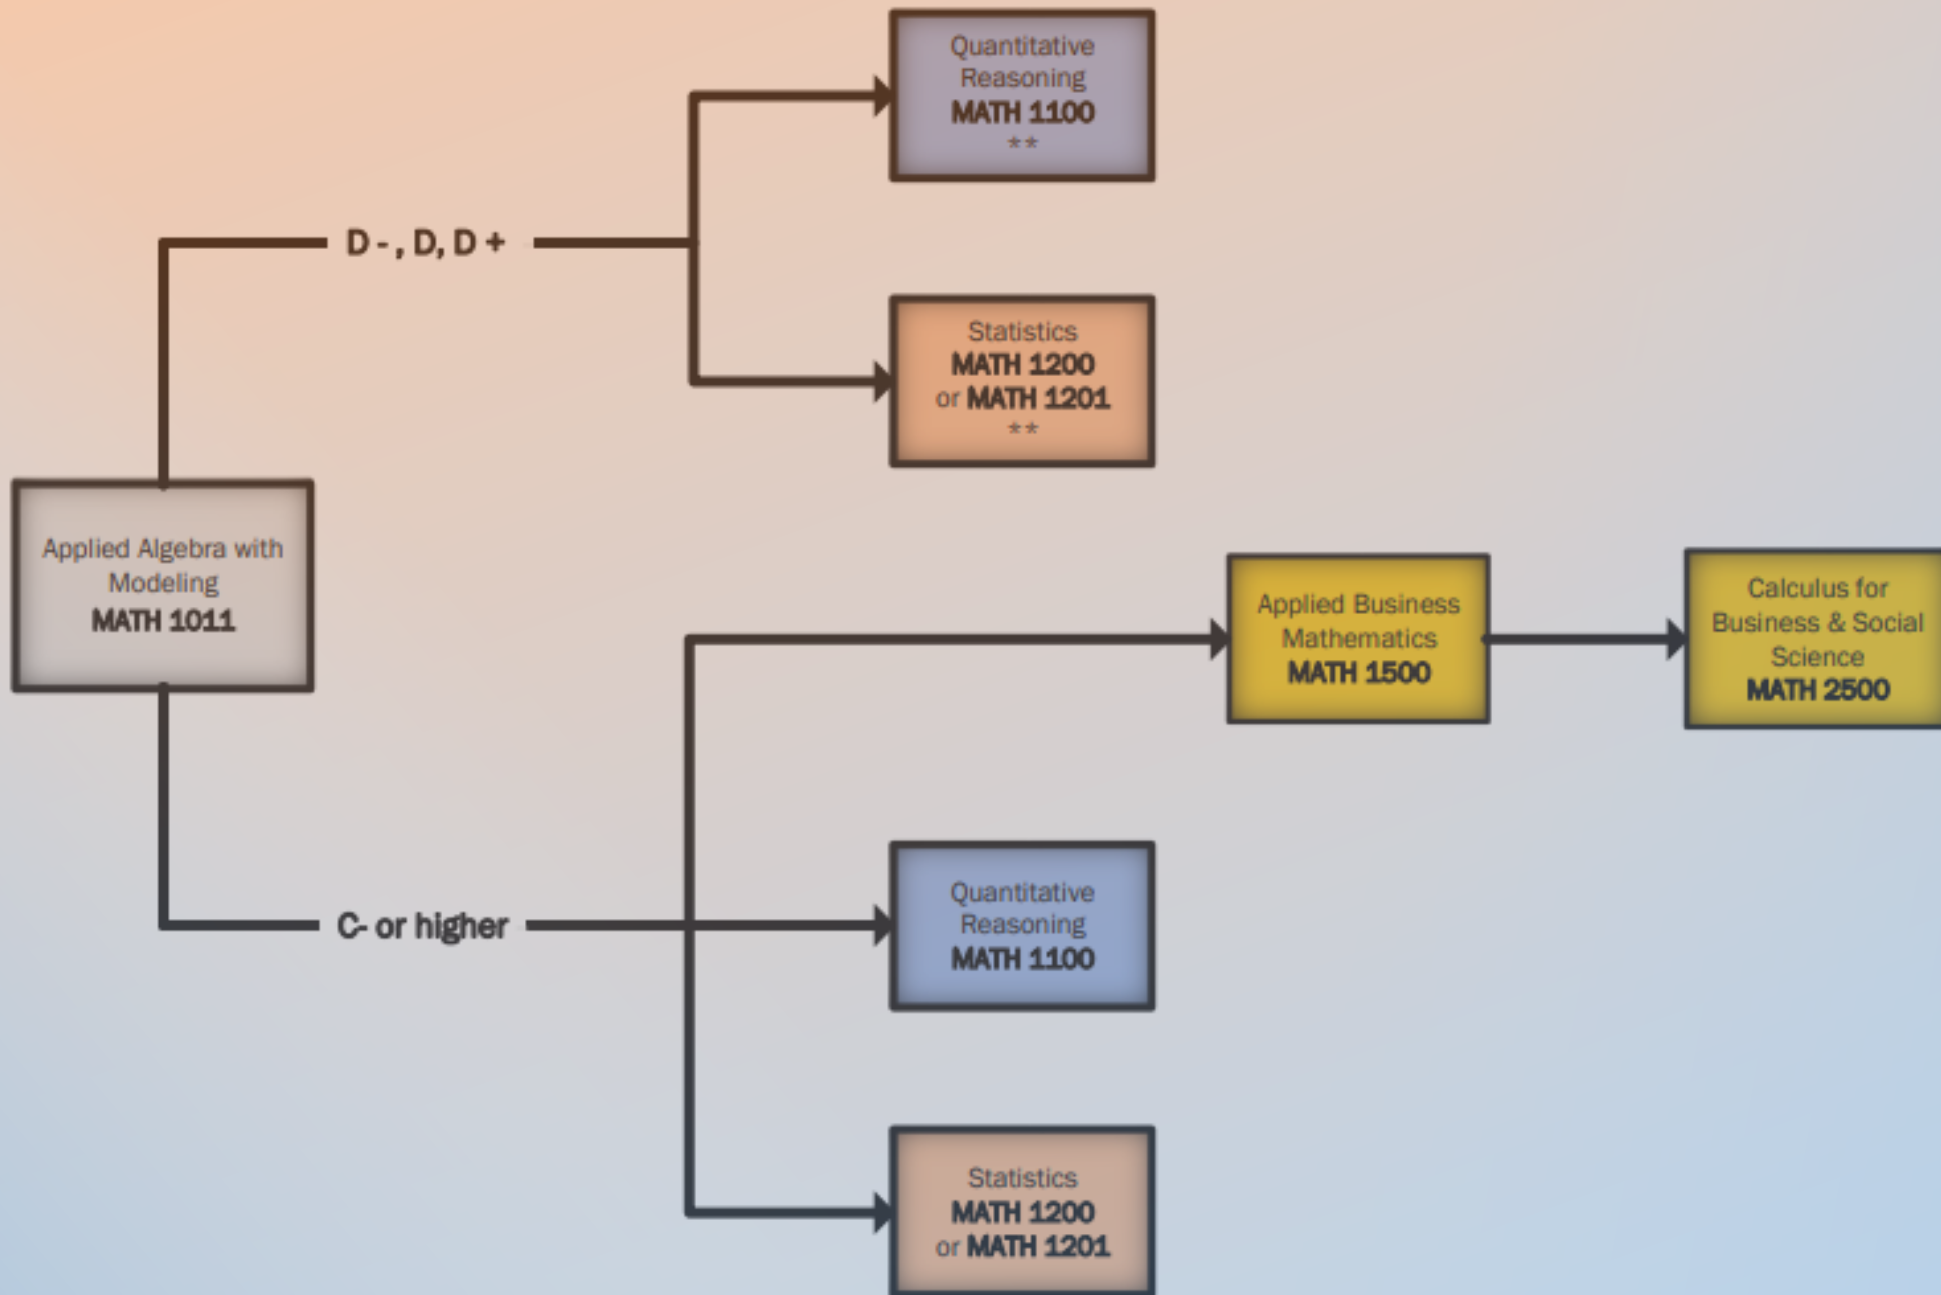 Quantitative
Reasoning
MATH 1100
**
D - , D, D +
Statistics
MATH 1200
or MATH 1201
**
Applied Algebra with
Modeling
MATH 1011
Applied Business
Mathematics
MATH 1500
Calculus for
Business & Social
Science
MATH 2500
C- or higher
Quantitative
Reasoning
MATH 1100
Statistics
MATH 1200
or MATH 1201